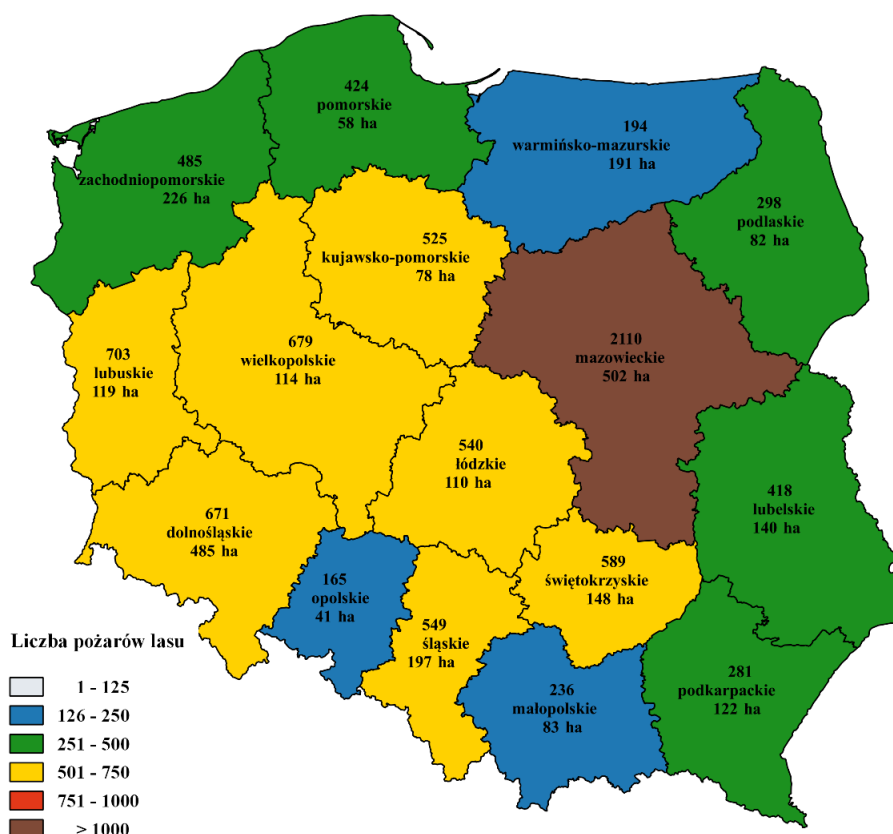 424
pomorskie
58 ha
194
warmińsko-mazurskie
191 ha
485
zachodniopomorskie
226 ha
298
podlaskie
82 ha
525
kujawsko-pomorskie
78 ha
2110
mazowieckie
502 ha
703
lubuskie
119 ha
679
wielkopolskie
114 ha
540
łódzkie
110 ha
418
lubelskie
140 ha
671
dolnośląskie
485 ha
589
świętokrzyskie
148 ha
165
opolskie
41 ha
549
śląskie
197 ha
281
podkarpackie
122 ha
236
małopolskie
83 ha
Liczba pożarów lasu
1 - 125
126 - 250
251 - 500
501 - 750
751 - 1000
> 1000